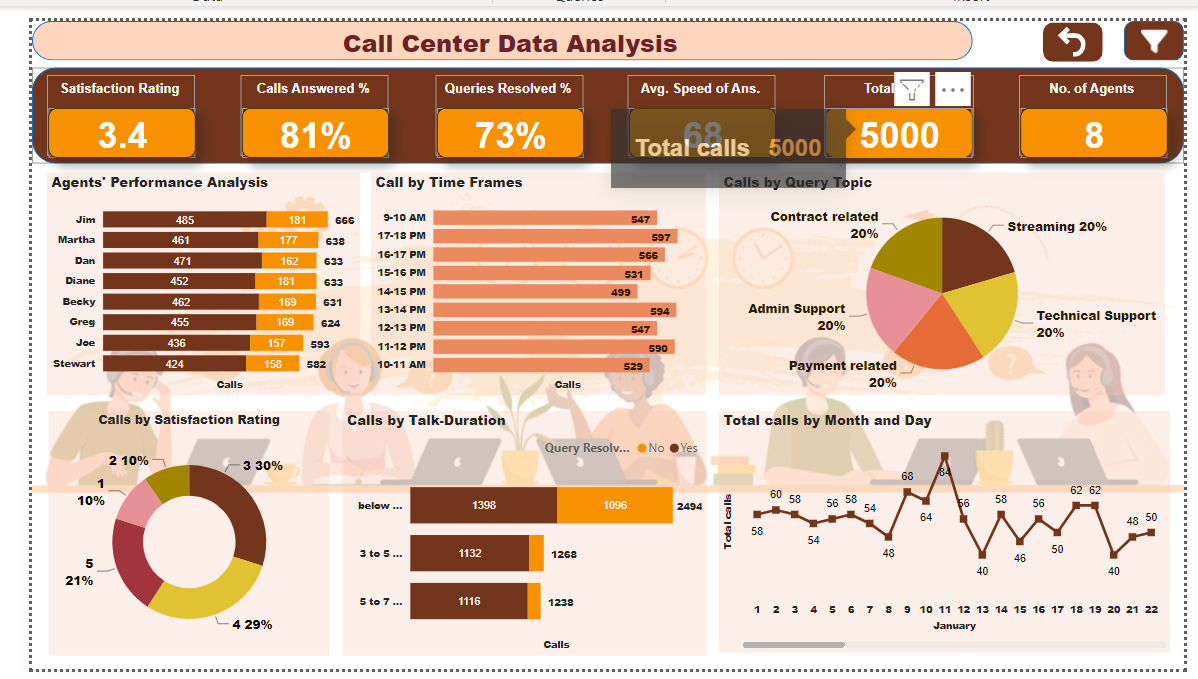 Call Center Data Analysis
Satisfaction Rating
Calls Answered %
Queries Resolved %
Avg. Speed of Ans.
Total
No. of Agents
3.4
81%
73%
68
5000
8
Total calls 5000
Agents' Performance Analysis
Jim 485 181 666
Martha 461 177 638
Dan 471 162 633
Diane 452 181 633
Becky 462 169 631
Greg 455 169 624
Joe 436 157 593
Stewart 424 158 582
Calls
Call by Time Frames
9-10 AM 547
17-18 PM 597
16-17 PM 566
15-16 PM 531
14-15 PM 499
13-14 PM 594
12-13 PM 547
11-12 PM 590
10-11 AM 529
Calls
Calls by Query Topic
Contract related
20%
Streaming 20%
Admin Support
20%
Technical Support
20%
Payment related
20%
Calls by Satisfaction Rating
2 10%
3 30%
1
10%
5
21%
4 29%
Calls by Talk-Duration
Query Resolv... No Yes
below ... 1398 1096 2494
3 to 5 ... 1132 1268
5 to 7 ... 1116 1238
Calls
Total calls by Month and Day
Total calls
58 60 58 54 56 58 54 48 68 64 84 56 40 58 46 56 50 62 62 40 48 50
1 2 3 4 5 6 7 8 9 10 11 12 13 14 15 16 17 18 19 20 21 22
January